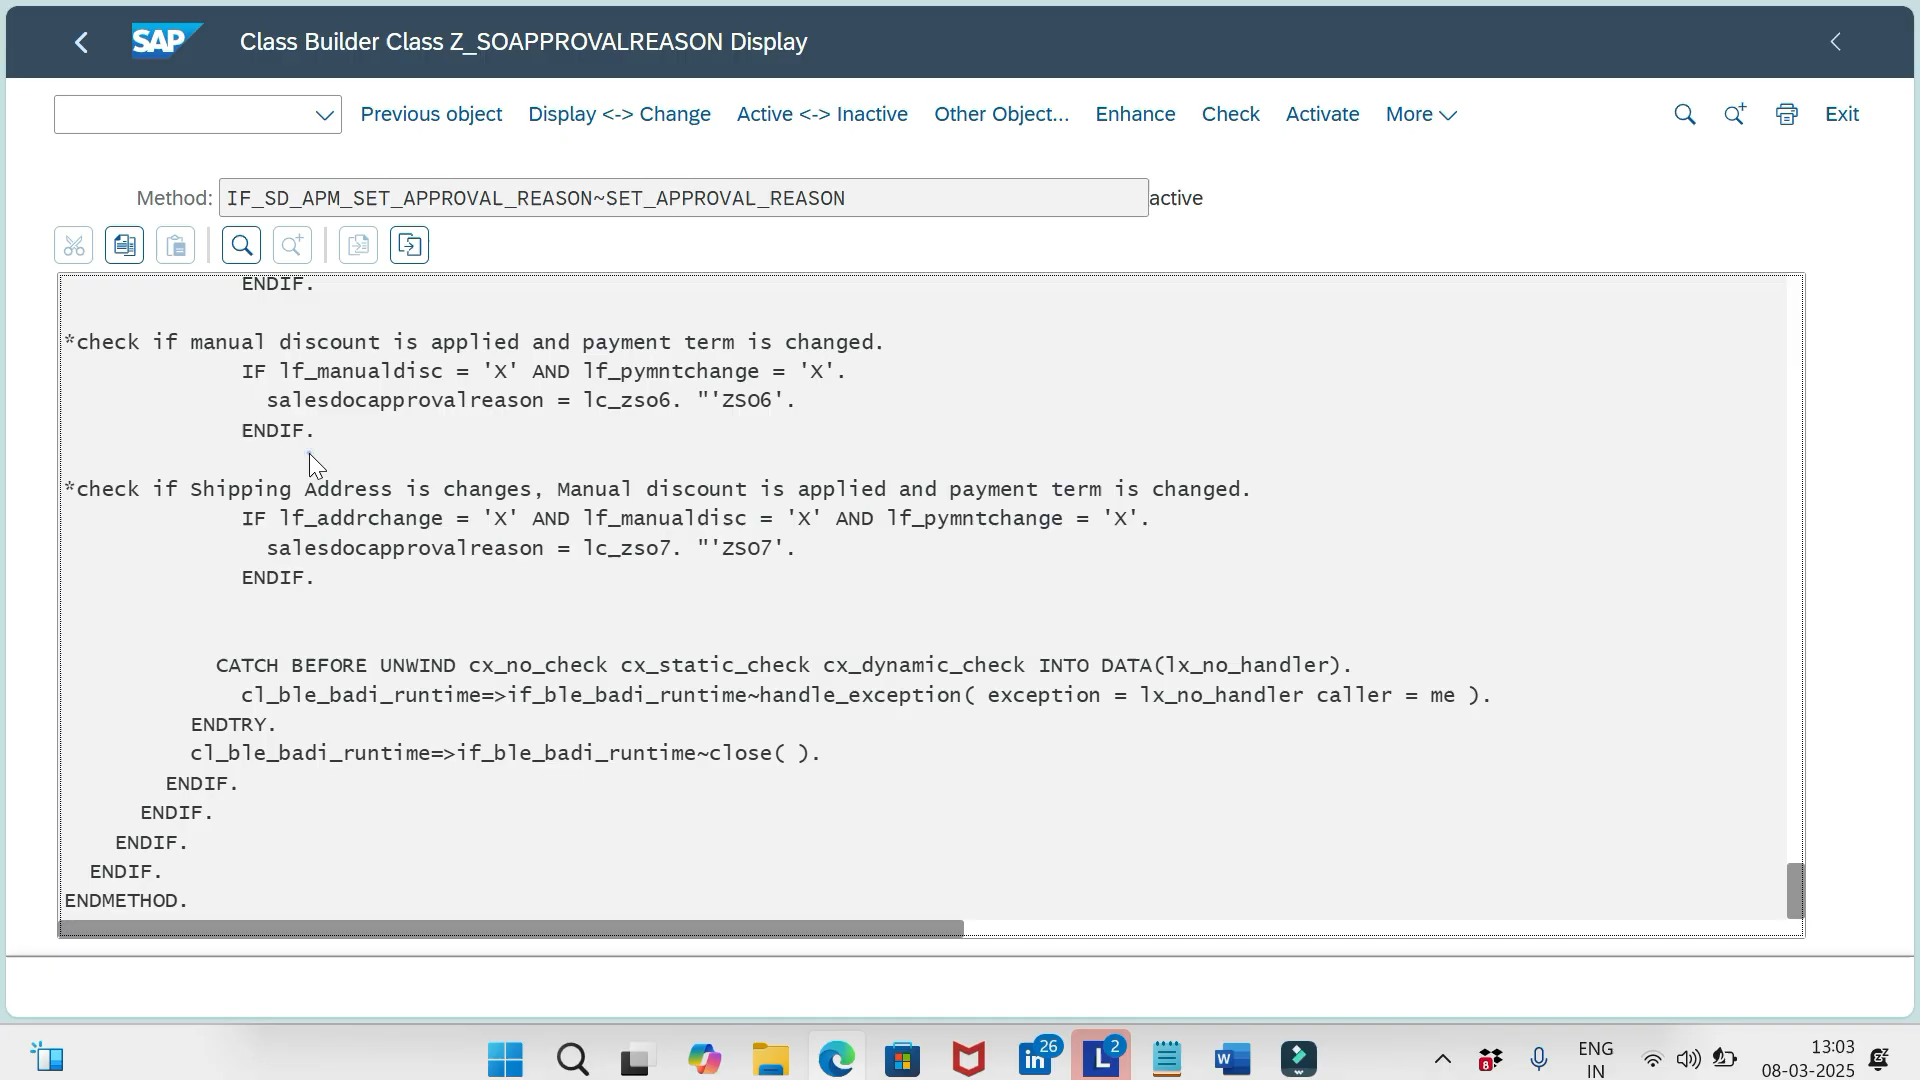 SAP
Class Builder Class Z_SOAPPROVALREASON Display
Previous object
Display <-> Change
Active <-> Inactive
Other Object...
Enhance
Check
Activate
More
Exit
Method:
IF_SD_APM_SET_APPROVAL_REASON~SET_APPROVAL_REASON
active
ENDIF.
*check if manual discount is applied and payment term is changed.
IF lf_manualdisc = 'X' AND lf_pymntchange = 'X'.
salesdocapprovalreason = lc_zso6. "'ZSO6'.
ENDIF.
*check if Shipping Address is changes, Manual discount is applied and payment term is changed.
IF lf_addrchange = 'X' AND lf_manualdisc = 'X' AND lf_pymntchange = 'X'.
salesdocapprovalreason = lc_zso7. "'ZSO7'.
ENDIF.
CATCH BEFORE UNWIND cx_no_check cx_static_check cx_dynamic_check INTO DATA(lx_no_handler).
cl_ble_badi_runtime=>if_ble_badi_runtime~handle_exception( exception = lx_no_handler caller = me ).
ENDTRY.
cl_ble_badi_runtime=>if_ble_badi_runtime~close( ).
ENDIF.
ENDIF.
ENDIF.
ENDIF.
ENDMETHOD.
in
26
L
2
W
8
ENG
IN
13:03
08-03-2025